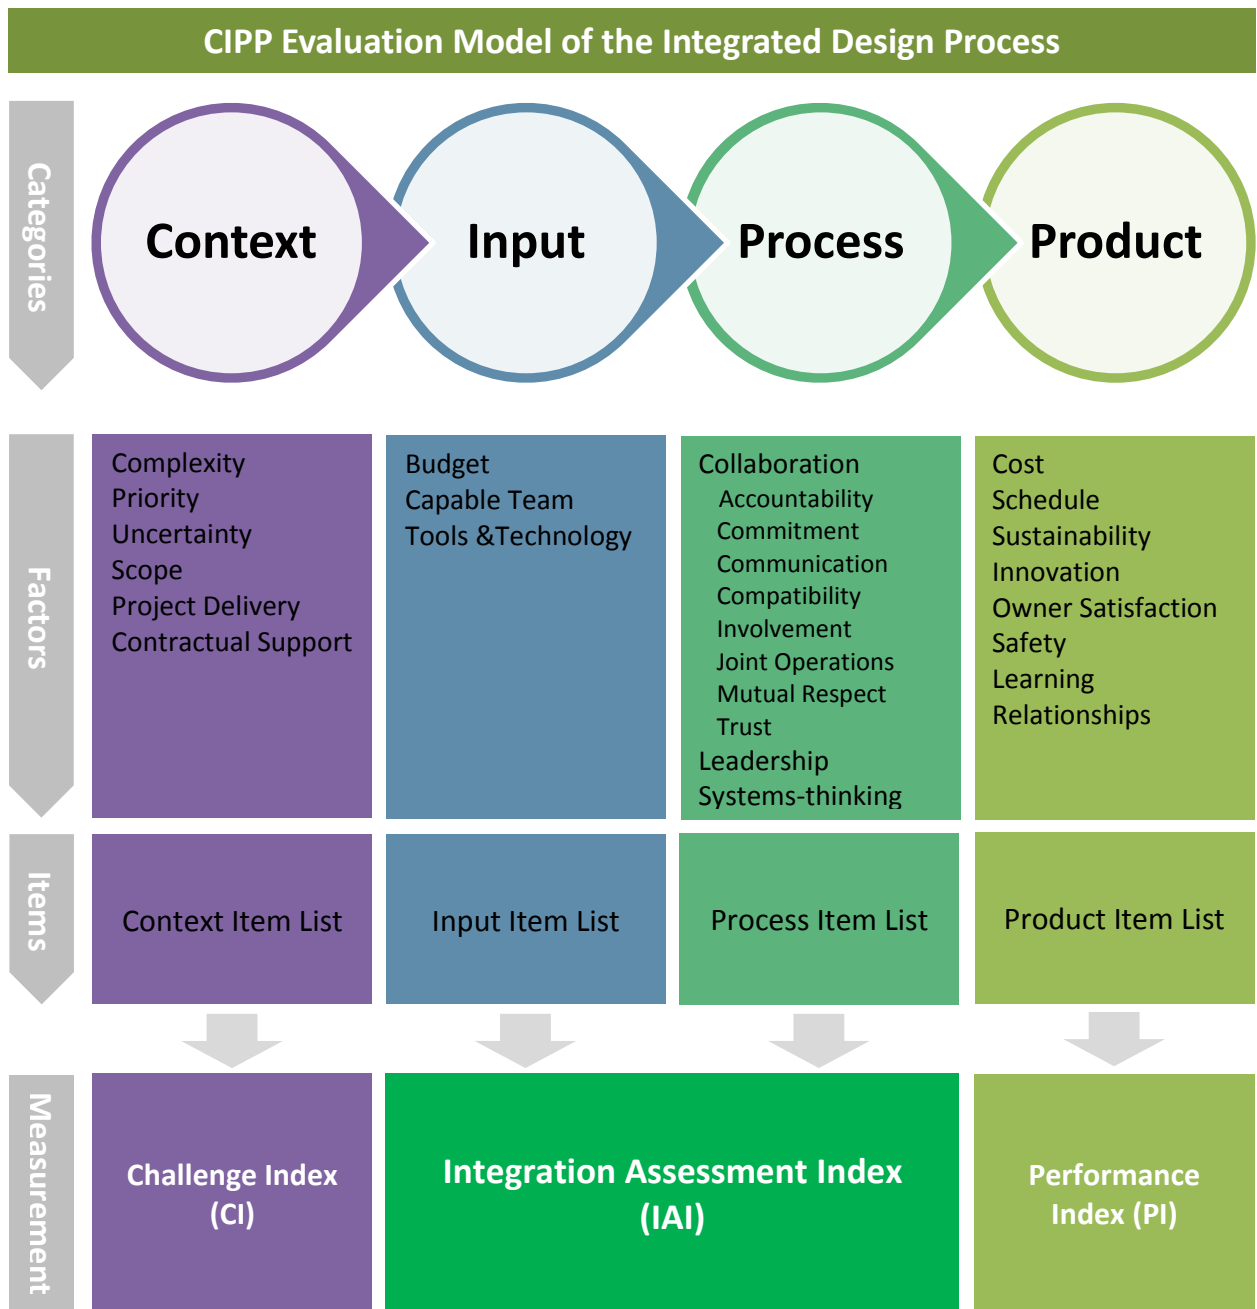 CIPP Evaluation Model of the Integrated Design Process
Categories
Context
Input
Process
Product
Factors
Complexity
Priority
Uncertainty
Scope
Project Delivery
Contractual Support
Budget
Capable Team
Tools &Technology
Collaboration
Accountability
Commitment
Communication
Compatibility
Involvement
Joint Operations
Mutual Respect
Trust
Leadership
Systems-thinking
Cost
Schedule
Sustainability
Innovation
Owner Satisfaction
Safety
Learning
Relationships
Items
Context Item List
Input Item List
Process Item List
Product Item List
Measurement
Challenge Index
(CI)
Integration Assessment Index
(IAI)
Performance
Index (PI)